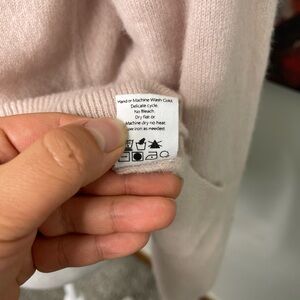 Hand or Machine Wash Cold.
Delicate cycle.
No Bleach.
Dry flat or
Machine dry no heat.
iron as needed.